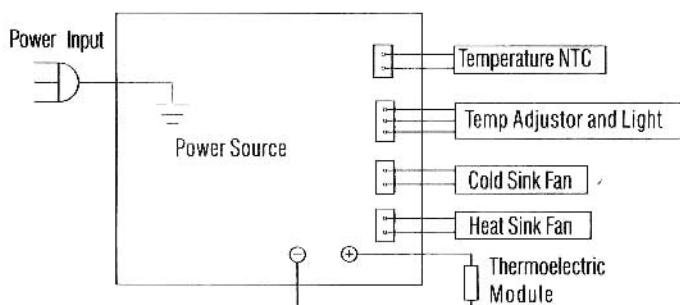 Power Input
Temperature NTC
Temp Adjustor and Light
Power Source
Cold Sink Fan
Heat Sink Fan
Thermoelectric
Module